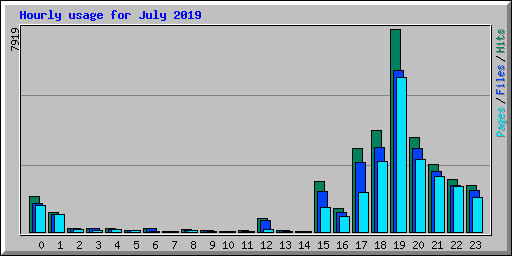 Hourly usage for July 2019
7919
Pages/Files/Hits
0 1 2 3 4 5 6 7 8 9 10 11 12 13 14 15 16 17 18 19 20 21 22 23